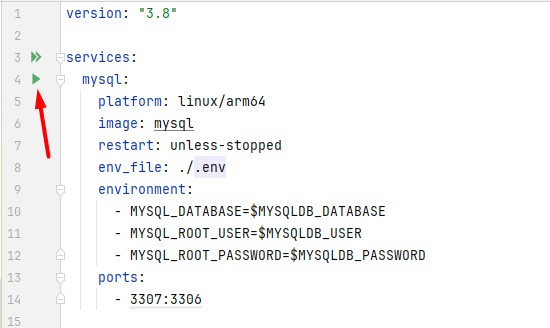 1 version: "3.8"
2
3 services:
4 mysql:
5 platform: linux/arm64
6 image: mysql
7 restart: unless-stopped
8 env_file: ./.env
9 environment:
10 - MYSQL_DATABASE=$MYSQLDB_DATABASE
11 - MYSQL_ROOT_USER=$MYSQLDB_USER
12 - MYSQL_ROOT_PASSWORD=$MYSQLDB_PASSWORD
13 ports:
14 - 3307:3306
15